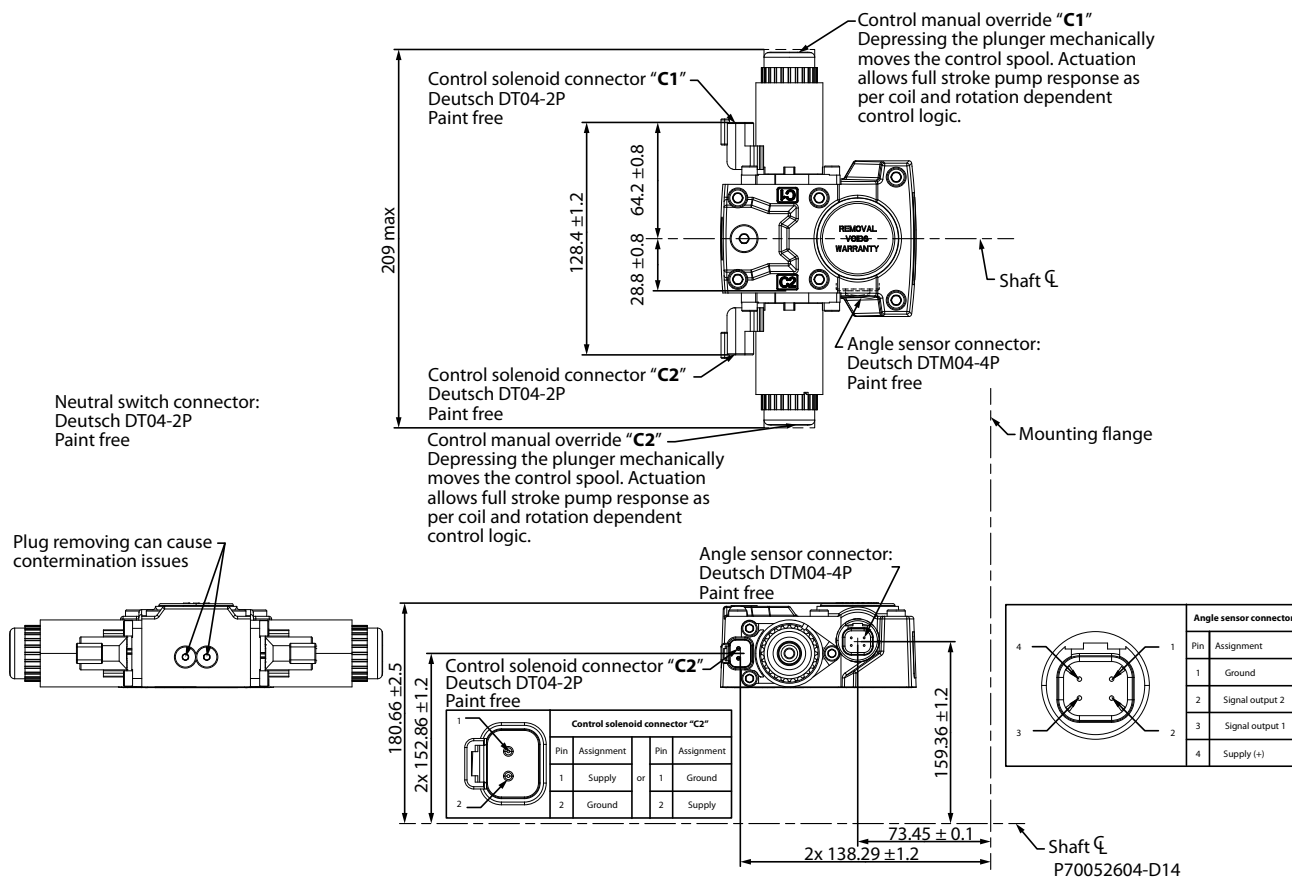 Control manual override “C1”
Depressing the plunger mechanically
moves the control spool. Actuation
allows full stroke pump response as
per coil and rotation dependent
control logic.
Control solenoid connector “C1”
Deutsch DT04-2P
Paint free
209 max
128.4 ±1.2
64.2 ±0.8
28.8 ±0.8
C1
C2
REMOVAL
VOIDS
WARRANTY
Shaft ℄
Angle sensor connector:
Deutsch DTM04-4P
Paint free
Control solenoid connector “C2”
Deutsch DT04-2P
Paint free
Neutral switch connector:
Deutsch DT04-2P
Paint free
Mounting flange
Control manual override “C2”
Depressing the plunger mechanically
moves the control spool. Actuation
allows full stroke pump response as
per coil and rotation dependent
control logic.
Plug removing can cause
contermination issues
Angle sensor connector:
Deutsch DTM04-4P
Paint free
180.66 ±2.5
2x 152.86 ±1.2
Control solenoid connector “C2”
Deutsch DT04-2P
Paint free
1
2
Control solenoid connector “C2”
Pin Assignment Pin Assignment
1 Supply or 1 Ground
2 Ground 2 Supply
159.36 ±1.2
4
1
3
2
Angle sensor connector
Pin Assignment
1 Ground
2 Signal output 2
3 Signal output 1
4 Supply (+)
73.45 ± 0.1
2x 138.29 ±1.2
Shaft ℄
P70052604-D14